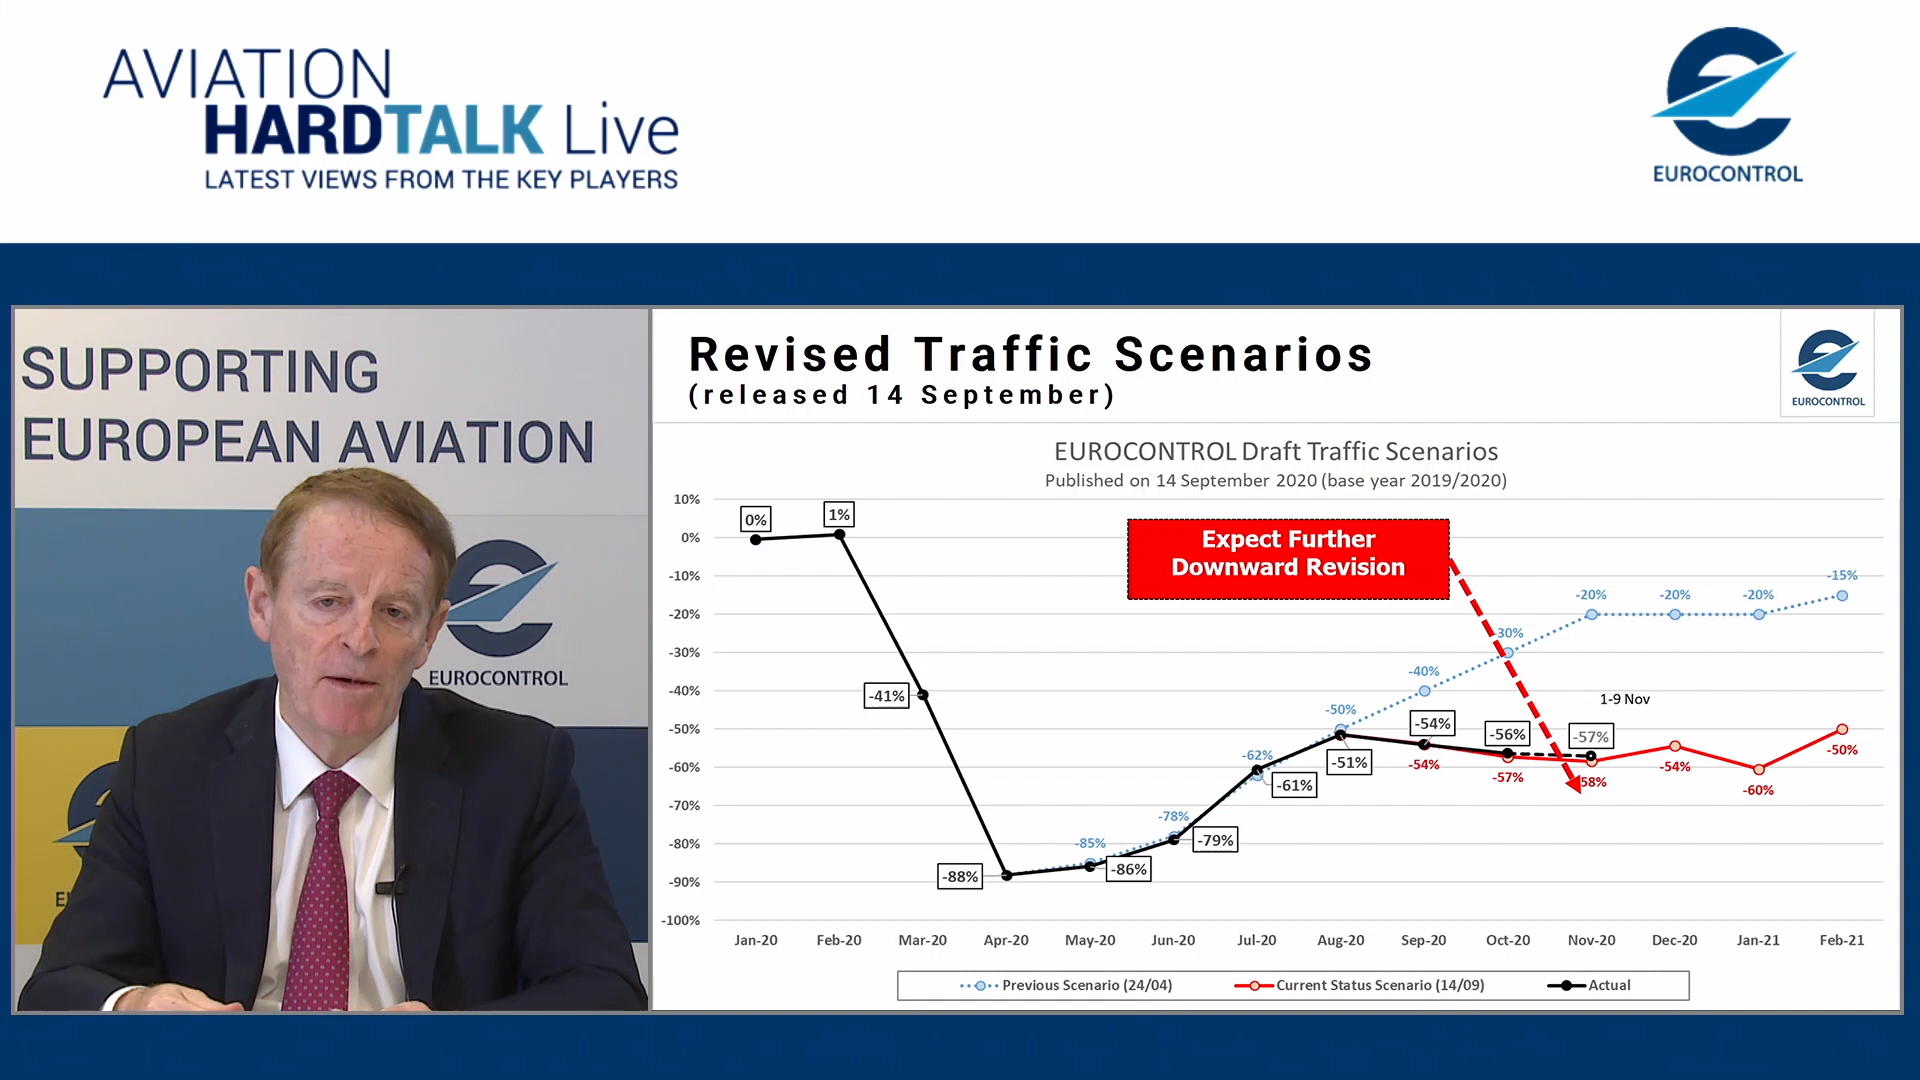 AVIATION
HARDTALK Live
LATEST VIEWS FROM THE KEY PLAYERS
EUROCONTROL
SUPPORTING
EUROPEAN AVIATION
EUROCONTROL
Revised Traffic Scenarios
(released 14 September)
EUROCONTROL
EUROCONTROL Draft Traffic Scenarios
Published on 14 September 2020 (base year 2019/2020)
Expect Further
Downward Revision
10%
0%
-10%
-20%
-30%
-40%
-50%
-60%
-70%
-80%
-90%
-100%
0%
1%
-41%
-88%
-86%
-79%
-61%
-51%
-54%
-56%
-57%
1-9 Nov
-85%
-78%
-62%
-50%
-40%
-30%
-20%
-20%
-20%
-15%
-54%
-57%
-58%
-54%
-60%
-50%
Jan-20 Feb-20 Mar-20 Apr-20 May-20 Jun-20 Jul-20 Aug-20 Sep-20 Oct-20 Nov-20 Dec-20 Jan-21 Feb-21
Previous Scenario (24/04) Current Status Scenario (14/09) Actual